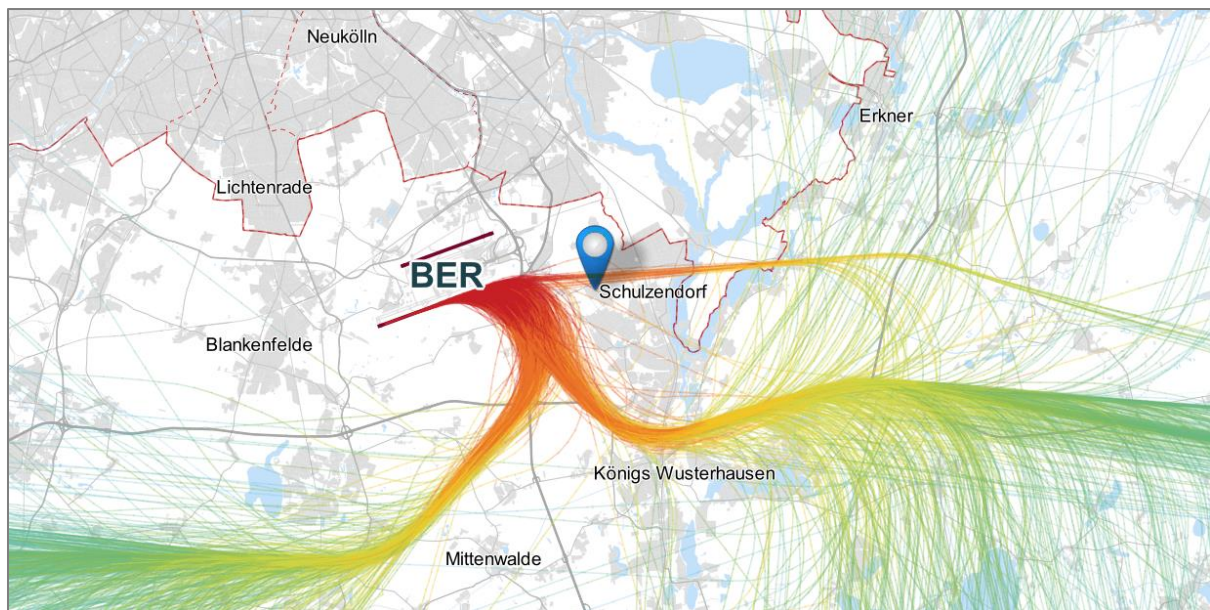 Neukölln
Erkner
Lichtenrade
BER
Schulzendorf
Blankenfelde
Königs Wusterhausen
Mittenwalde